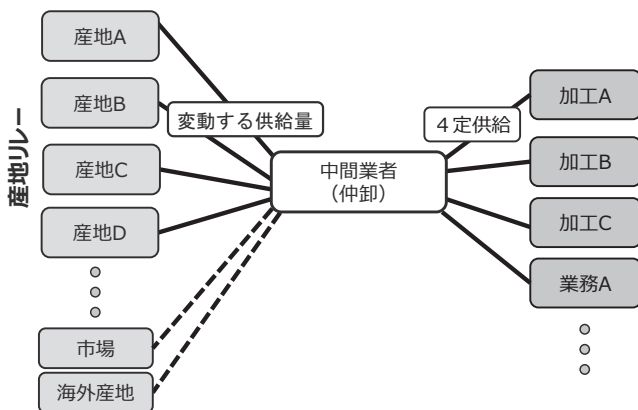 産地リレー
産地A
産地B
産地C
産地D
市場
海外産地
変動する供給量
中間業者
（仲卸）
４定供給
加工A
加工B
加工C
業務A